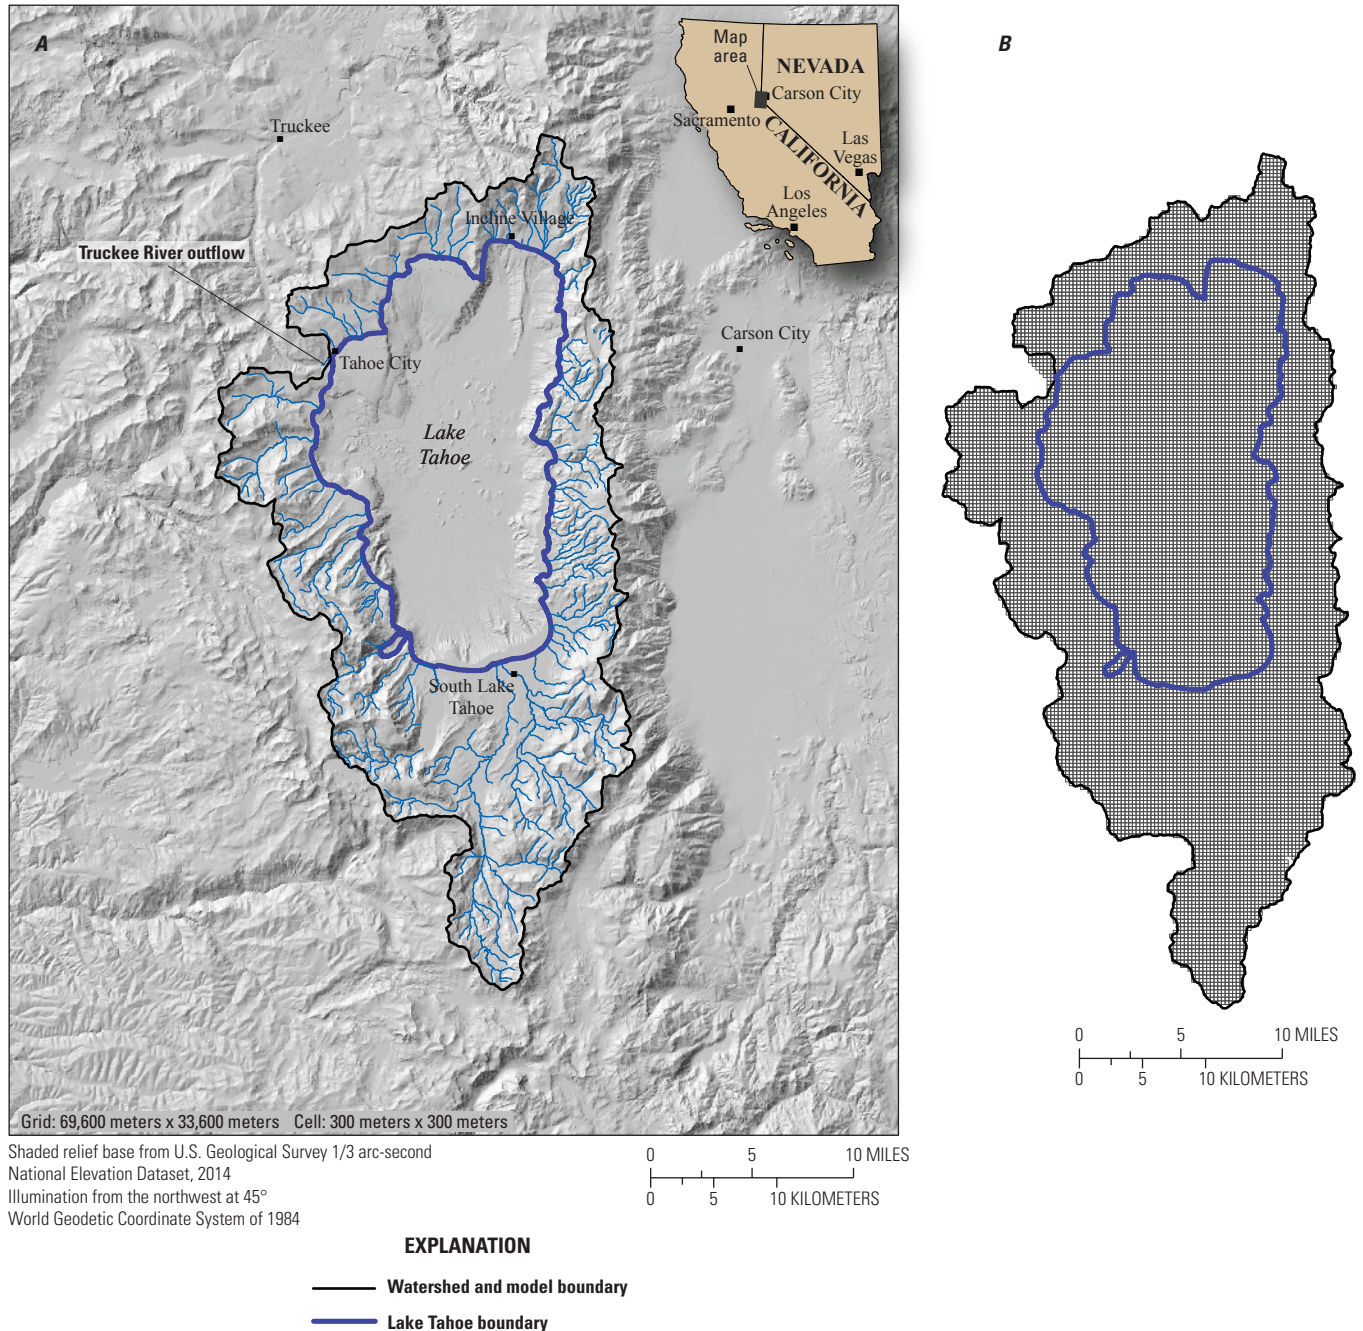 A
Map
area
NEVADA
Carson City
Sacramento
CALIFORNIA
Las
Vegas
Los
Angeles
Truckee
Incline Village
Truckee River outflow
Tahoe City
Carson City
Lake
Tahoe
South Lake
Tahoe
Grid: 69,600 meters x 33,600 meters Cell: 300 meters x 300 meters
Shaded relief base from U.S. Geological Survey 1/3 arc-second
National Elevation Dataset, 2014
Illumination from the northwest at 45°
World Geodetic Coordinate System of 1984
0 5 10 MILES
0 5 10 KILOMETERS
B
0 5 10 MILES
0 5 10 KILOMETERS
EXPLANATION
Watershed and model boundary
Lake Tahoe boundary